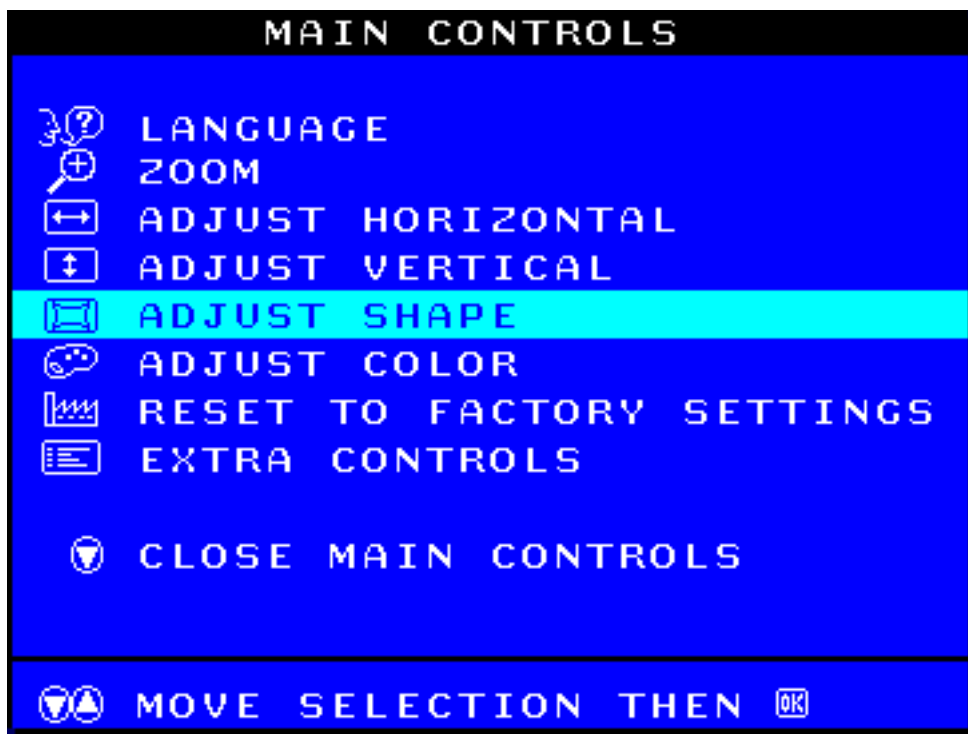 MAIN CONTROLS
LANGUAGE
ZOOM
ADJUST HORIZONTAL
ADJUST VERTICAL
ADJUST SHAPE
ADJUST COLOR
RESET TO FACTORY SETTINGS
EXTRA CONTROLS
CLOSE MAIN CONTROLS
MOVE SELECTION THEN OK